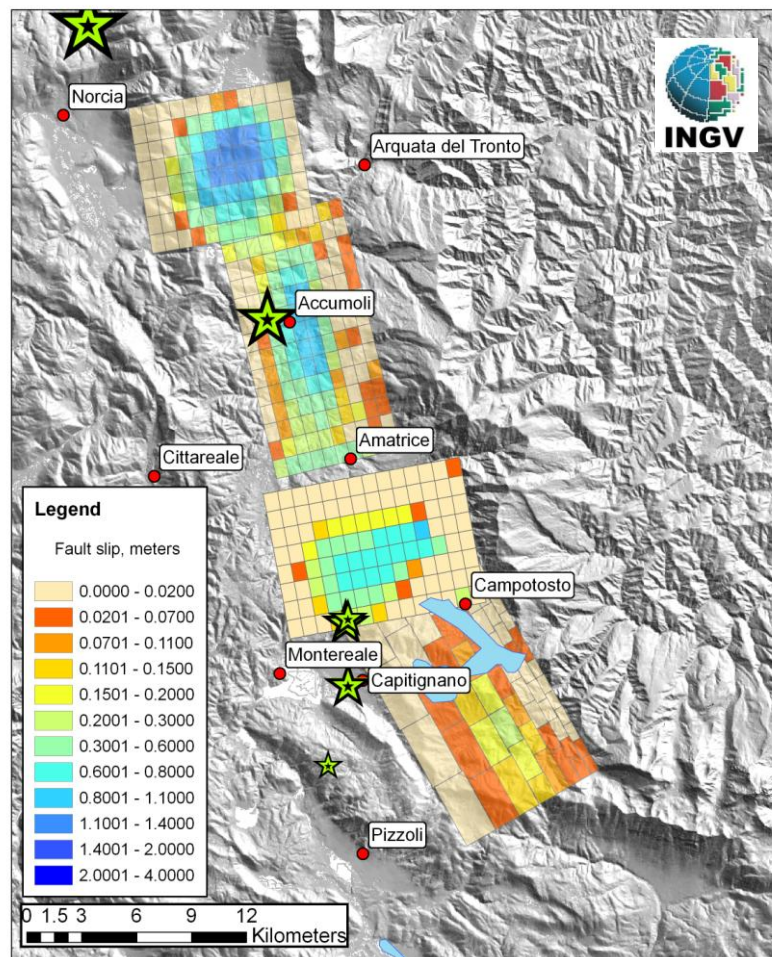 INGV
Norcia
Arquata del Tronto
Accumoli
Amatrice
Cittareale
Campotosto
Montereale
Capitignano
Pizzoli
Legend
Fault slip, meters
0.0000 - 0.0200
0.0201 - 0.0700
0.0701 - 0.1100
0.1101 - 0.1500
0.1501 - 0.2000
0.2001 - 0.3000
0.3001 - 0.6000
0.6001 - 0.8000
0.8001 - 1.1000
1.1001 - 1.4000
1.4001 - 2.0000
2.0001 - 4.0000
0 1.5 3 6 9 12
Kilometers